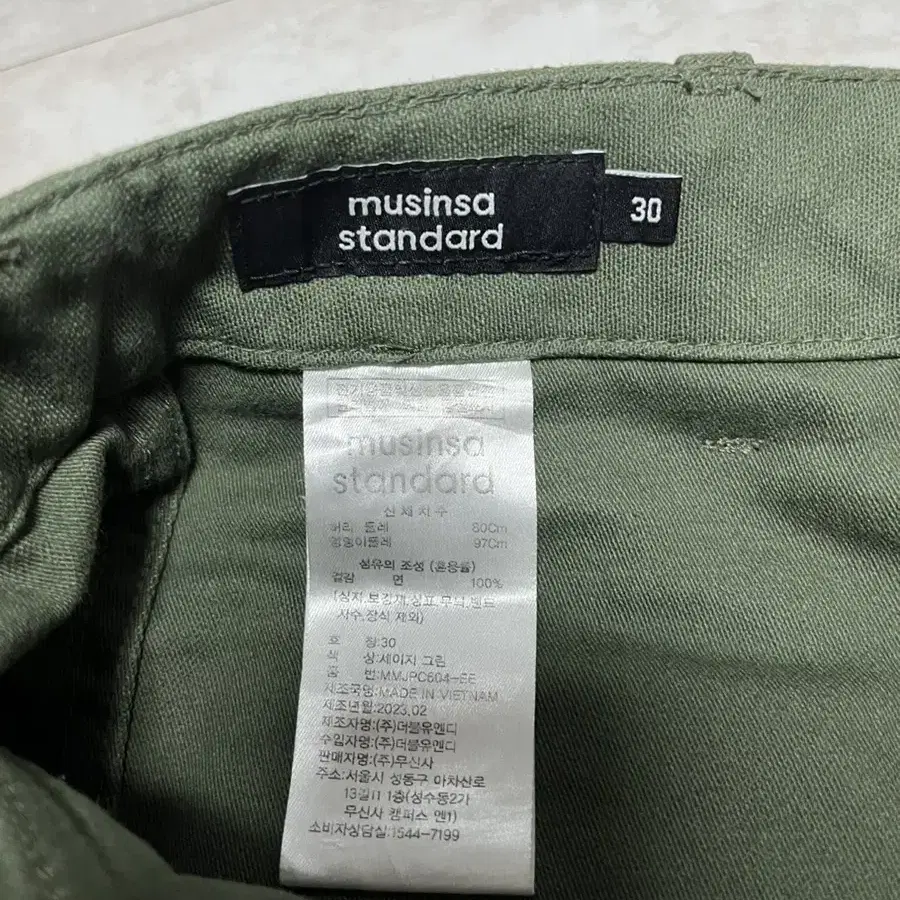 musinsa
standard
30
musinsa
standard
신체치수
허리 둘레 80Cm
엉덩이둘레 97Cm
섬유의 조성 (혼용률)
겉감 면 100%
(심지,보강재,상표,무늬,밴드
자수,장식 제외)
호 칭:30
색 상:세이지 그린
품 번:MMJPC604-EE
제조국명:MADE IN VIETNAM
제조년월:2023.02
제조자명:(주)더블유엔디
수입자명:(주)더블유엔디
판매자명:(주)무신사
주소:서울시 성동구 아차산로
13길11 1층(성수동2가
무신사 캠퍼스 엔1)
소비자상담실:1544-7199